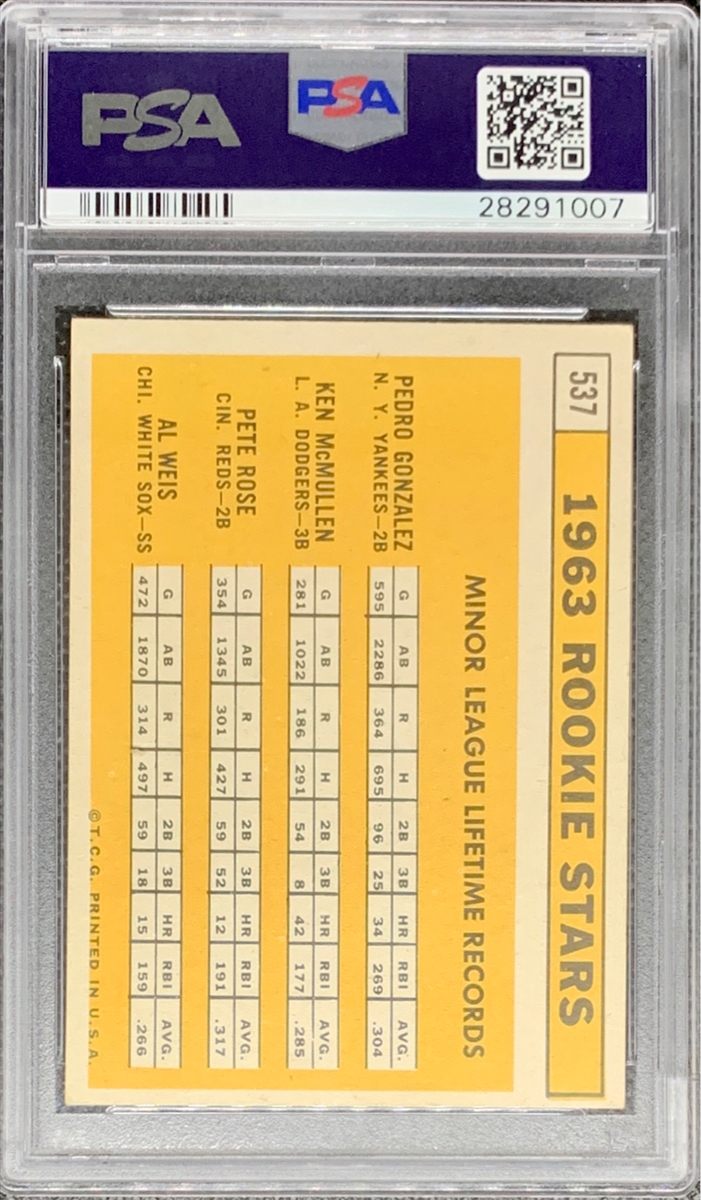 PSA
PSA
28291007
537
1963 ROOKIE STARS
MINOR LEAGUE LIFETIME RECORDS
PEDRO GONZALEZ G AB R H 2B 3B HR RBI AVG.
N. Y. YANKEES—2B 595 2286 364 695 96 25 34 269 .304
KEN McMULLEN G AB R H 2B 3B HR RBI AVG.
L. A. DODGERS—3B 281 1022 186 291 54 8 42 177 .285
PETE ROSE G AB R H 2B 3B HR RBI AVG.
CIN. REDS—2B 354 1345 301 427 59 52 12 191 .317
AL WEIS G AB R H 2B 3B HR RBI AVG.
CHI. WHITE SOX—SS 472 1870 314 497 59 18 15 159 .266
©T.C.G. PRINTED IN U.S.A.